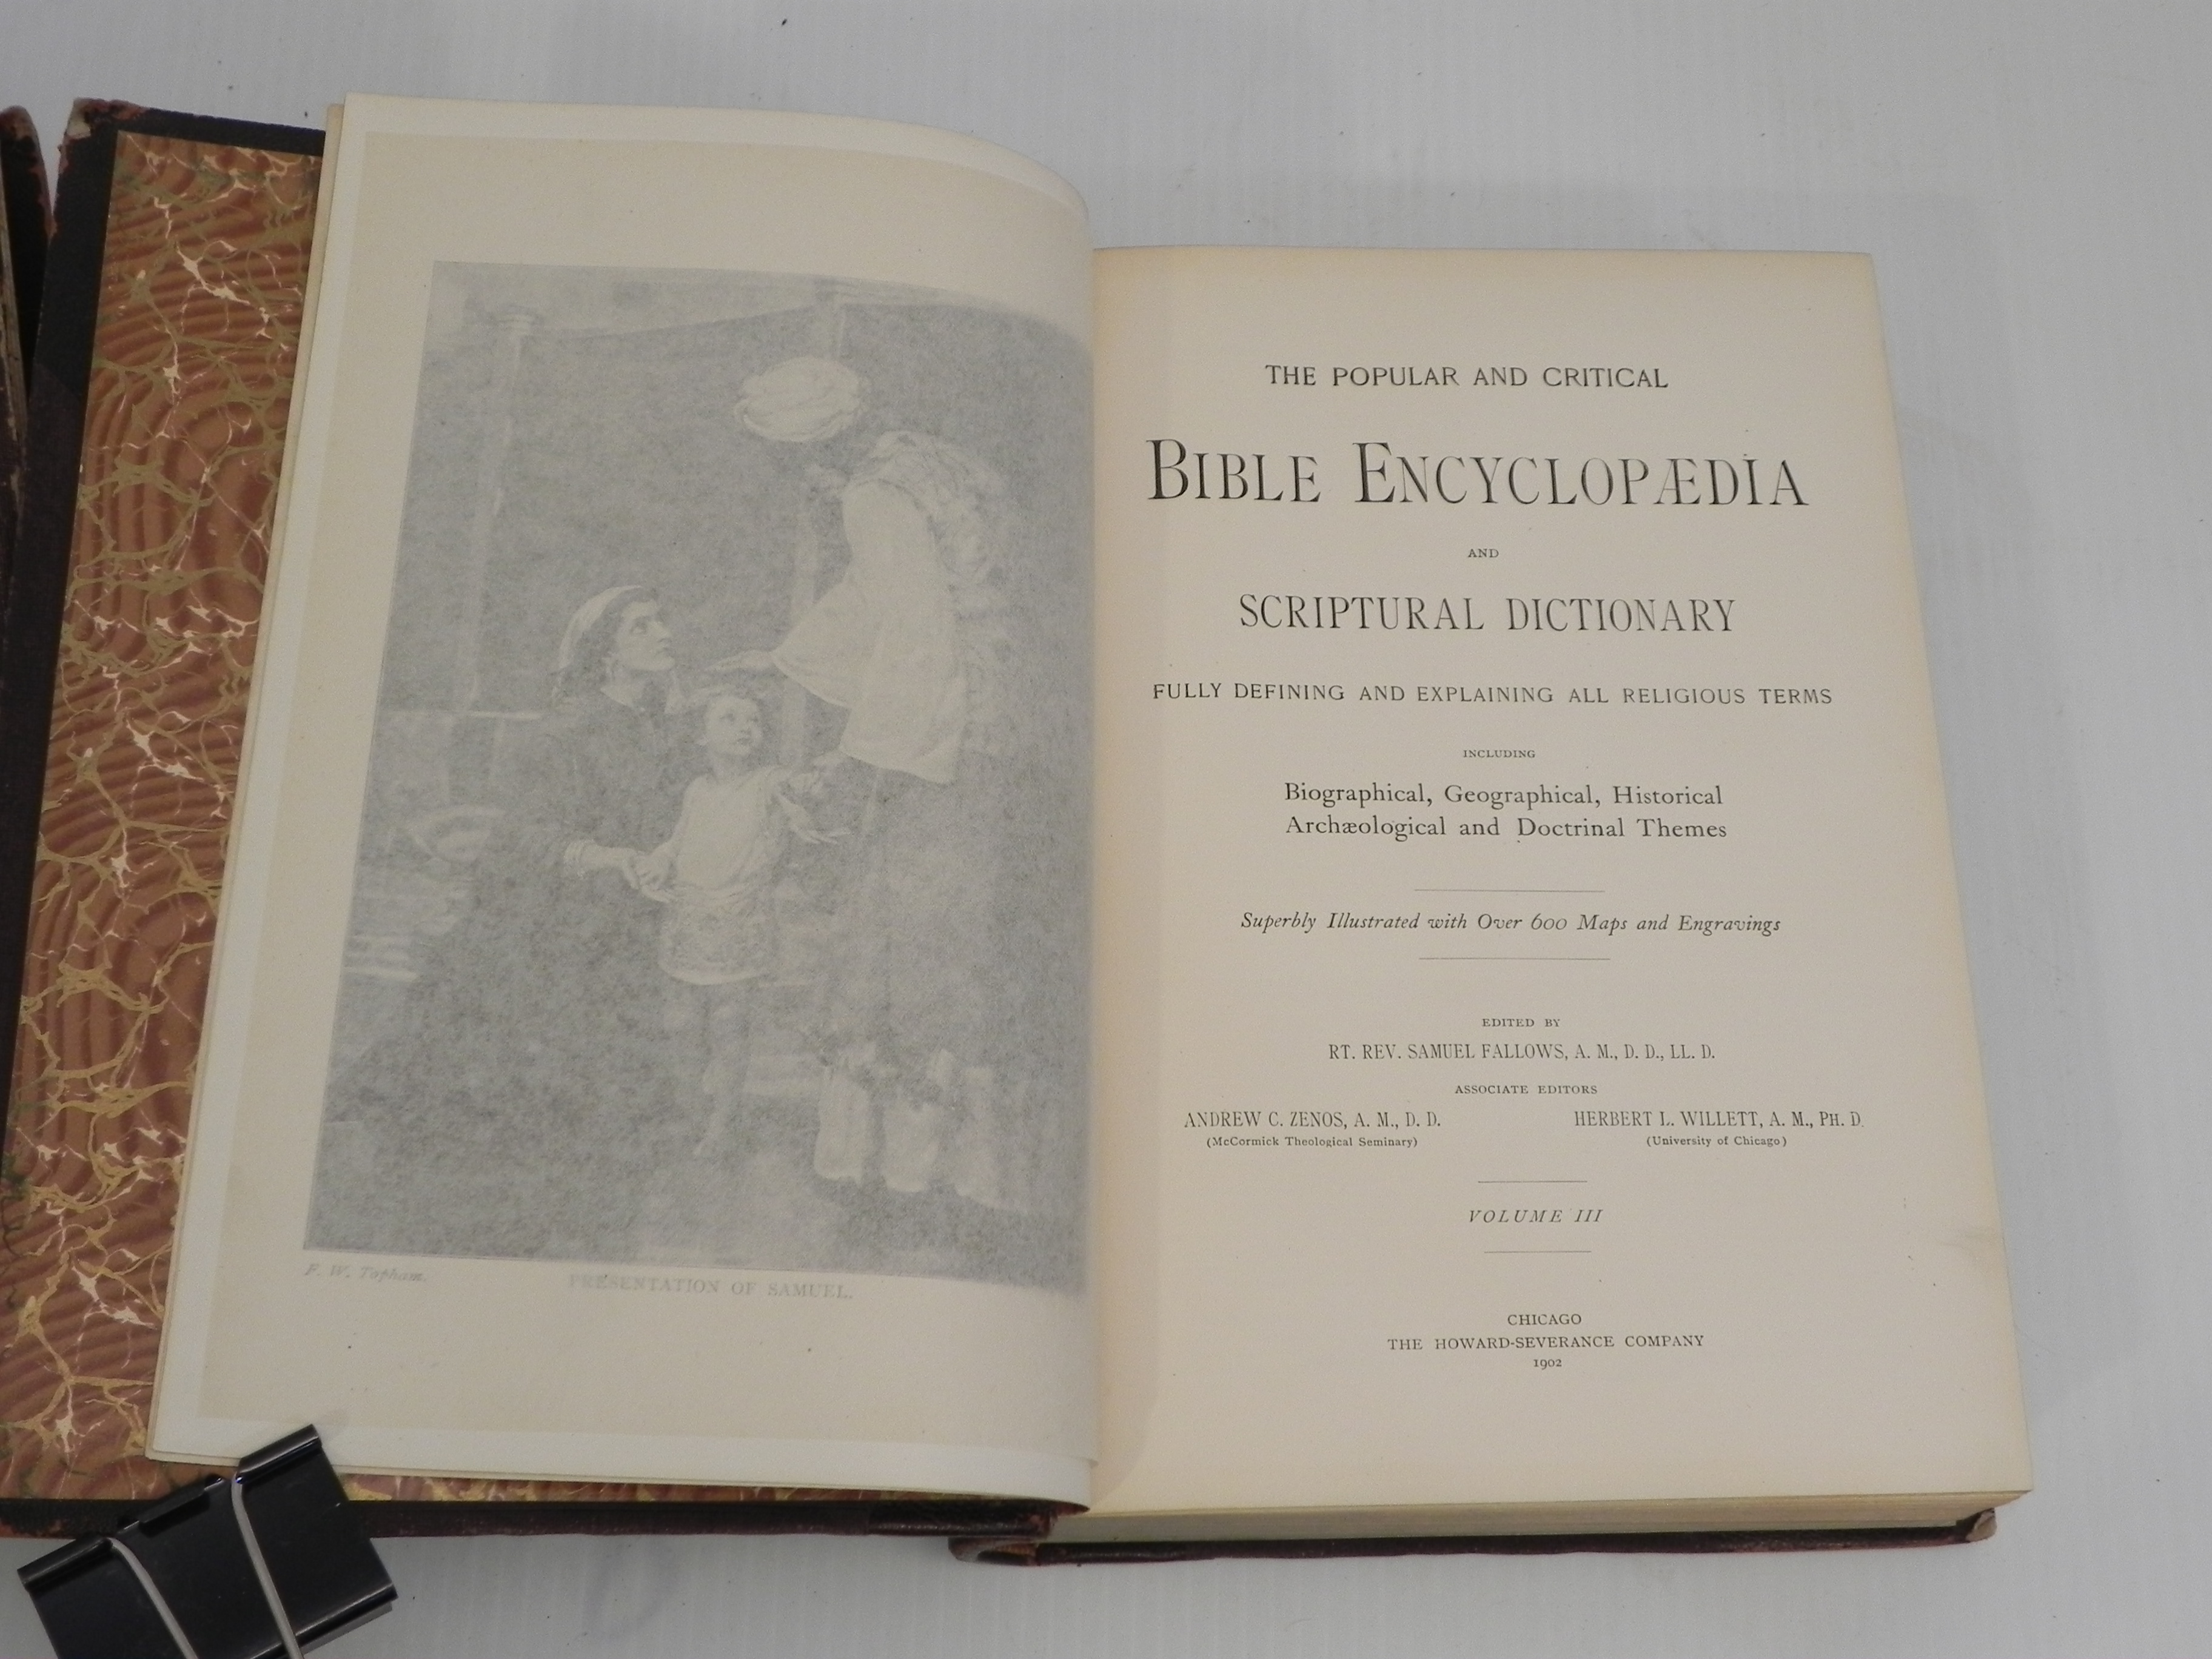 F. W. Topham.
PRESENTATION OF SAMUEL.
THE POPULAR AND CRITICAL
BIBLE ENCYCLOPÆDIA
AND
SCRIPTURAL DICTIONARY
FULLY DEFINING AND EXPLAINING ALL RELIGIOUS TERMS
INCLUDING
Biographical, Geographical, Historical
Archæological and Doctrinal Themes
Superbly Illustrated with Over 600 Maps and Engravings
EDITED BY
RT. REV. SAMUEL FALLOWS, A. M., D. D., LL. D.
ASSOCIATE EDITORS
ANDREW C. ZENOS, A. M., D. D.
(McCormick Theological Seminary)
HERBERT L. WILLETT, A. M., PH. D.
(University of Chicago)
VOLUME III
CHICAGO
THE HOWARD-SEVERANCE COMPANY
1902